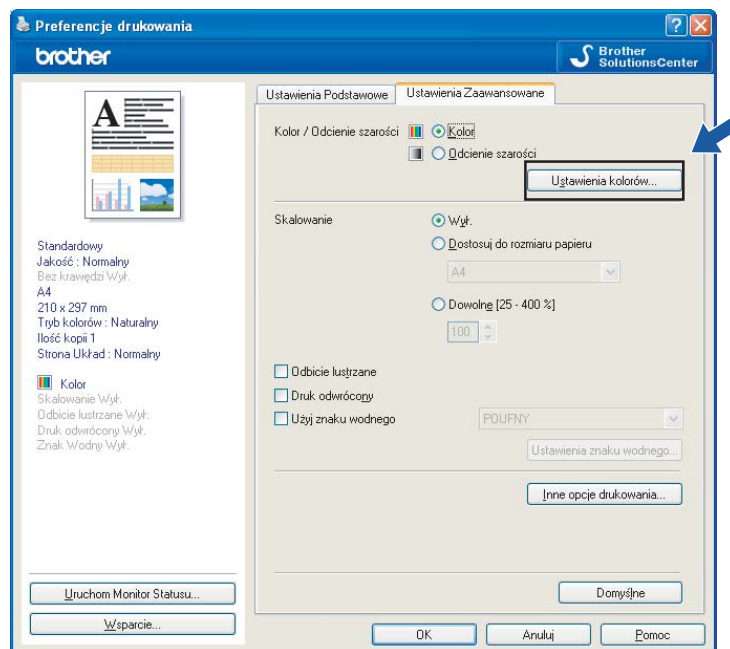 Preferencje drukowania
brother
Brother
SolutionsCenter
A
Standardowy
Jakość : Normalny
Bez krawędzi Wył.
A4
210 x 297 mm
Tryb kolorów : Naturalny
Ilość kopii 1
Strona Układ : Normalny
Kolor
Skalowanie Wył.
Odbicie lustrzane Wył.
Druk odwrócony Wył.
Znak Wodny Wył.
Uruchom Monitor Statusu...
Wsparcie...
Ustawienia Podstawowe
Ustawienia Zaawansowane
Kolor / Odcienie szarości
Kolor
Odcienie szarości
Ustawienia kolorów...
Skalowanie
Wył.
Dostosuj do rozmiaru papieru
A4
Dowolne [25 - 400 %]
100
Odbicie lustrzane
Druk odwrócony
Użyj znaku wodnego
POUFNY
Ustawienia znaku wodnego...
Inne opcje drukowania...
Domyślne
OK
Anuluj
Pomoc